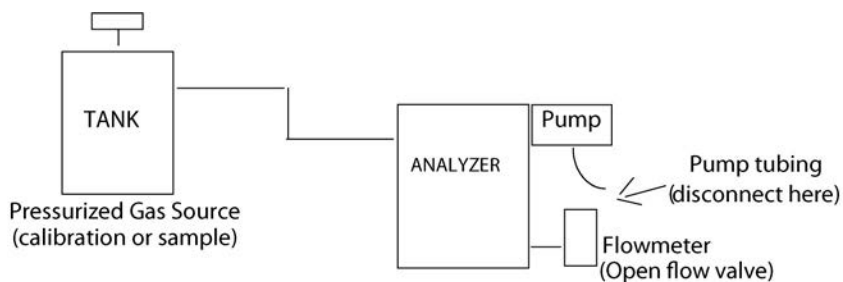 TANK
Pressurized Gas Source
(calibration or sample)
ANALYZER
Pump
Pump tubing
(disconnect here)
Flowmeter
(Open flow valve)